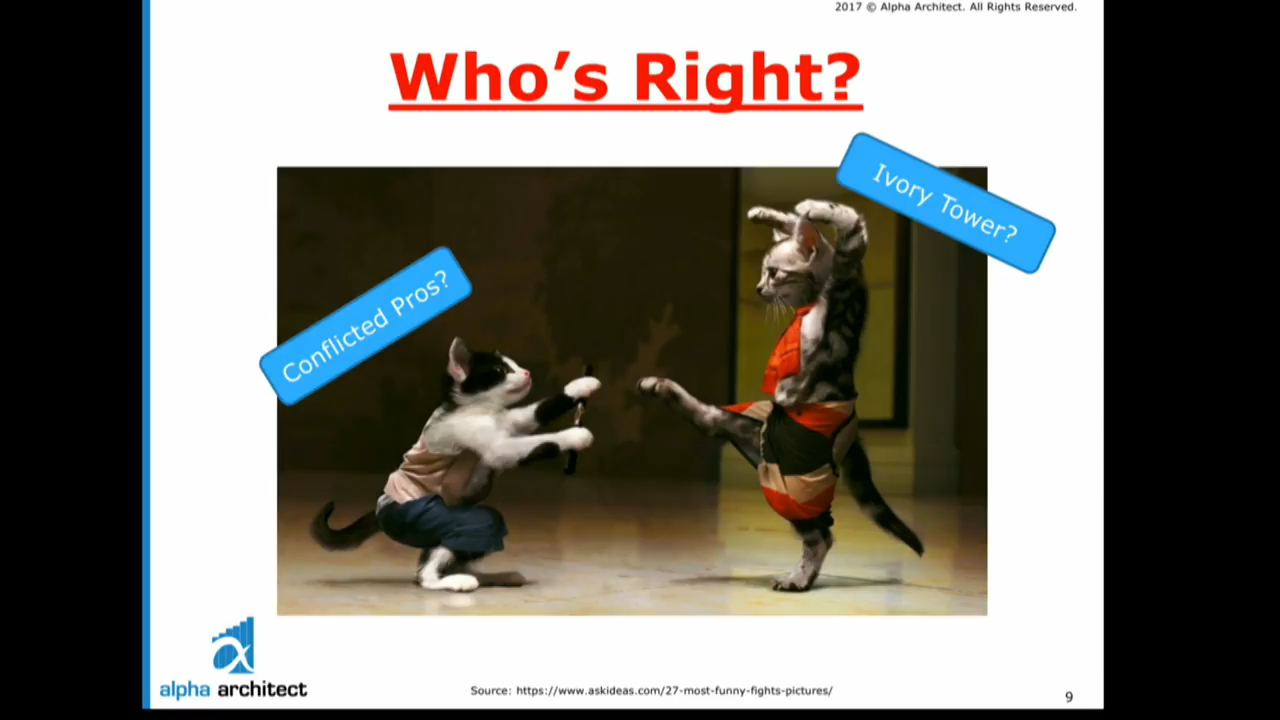 2017 © Alpha Architect. All Rights Reserved.
Who's Right?
Ivory Tower?
Conflicted Pros?
alpha architect
Source: https://www.askideas.com/27-most-funny-fights-pictures/
9